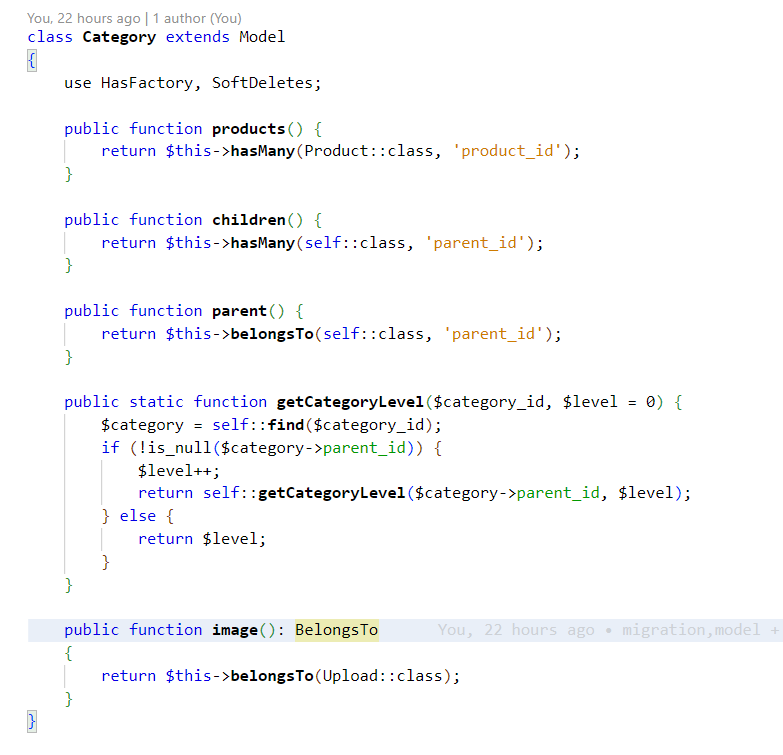 You, 22 hours ago | 1 author (You)
class Category extends Model
{
    use HasFactory, SoftDeletes;

    public function products() {
        return $this->hasMany(Product::class, 'product_id');
    }

    public function children() {
        return $this->hasMany(self::class, 'parent_id');
    }

    public function parent() {
        return $this->belongsTo(self::class, 'parent_id');
    }

    public static function getCategoryLevel($category_id, $level = 0) {
        $category = self::find($category_id);
        if (!is_null($category->parent_id)) {
            $level++;
            return self::getCategoryLevel($category->parent_id, $level);
        } else {
            return $level;
        }
    }

    public function image(): BelongsTo You, 22 hours ago • migration,model +
    {
        return $this->belongsTo(Upload::class);
    }
}